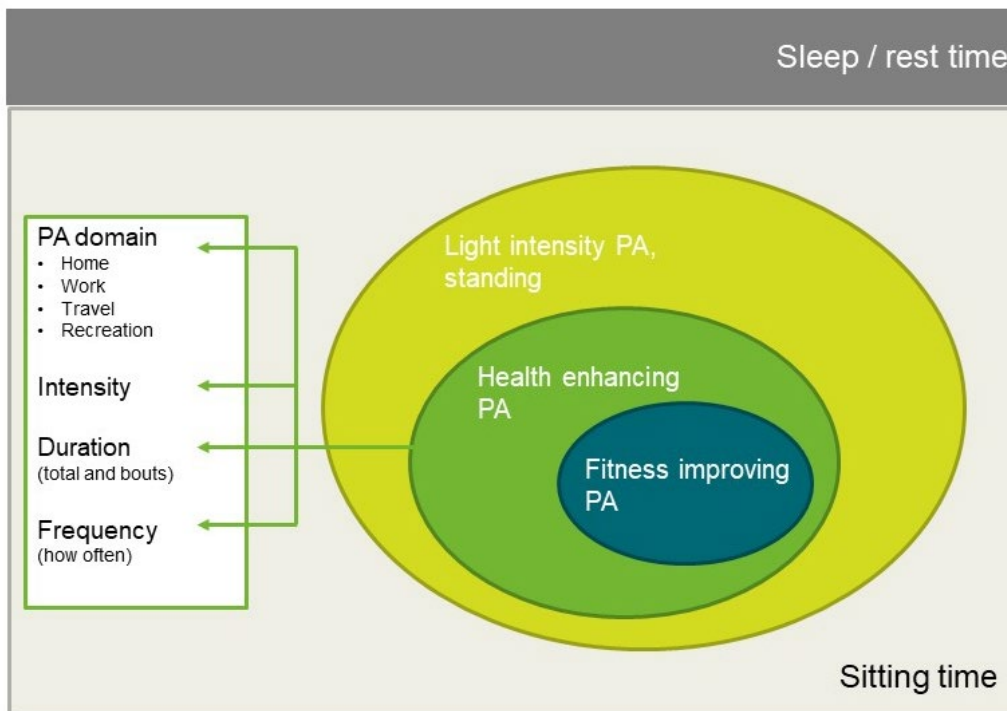 Sleep / rest time
PA domain
• Home
• Work
• Travel
• Recreation
Intensity
Duration
(total and bouts)
Frequency
(how often)
Light intensity PA,
standing
Health enhancing
PA
Fitness improving
PA
Sitting time